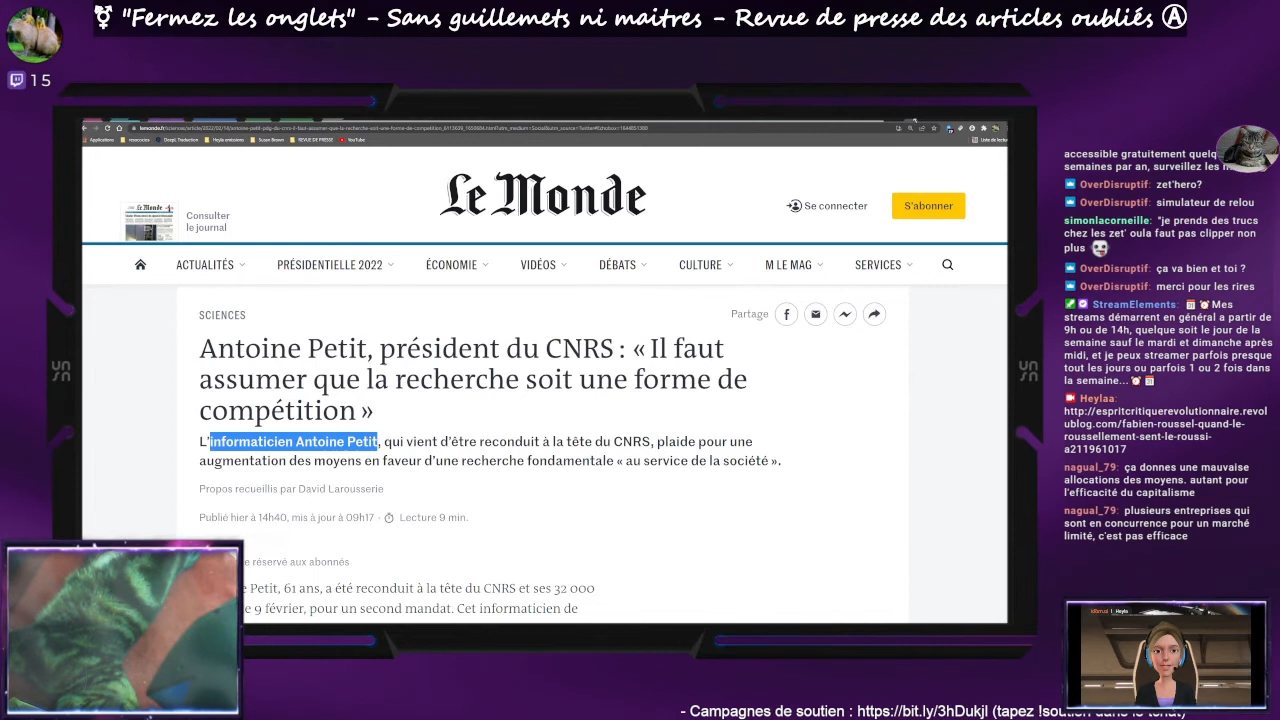 ⚧ "Fermez les onglets" - Sans guillemets ni maitres - Revue de presse des articles oubliés Ⓐ
15
Applications
Heyla emissions
REVUE DE PRESSE
YouTube
Le Monde
Consulter
le journal
Se connecter
S'abonner
ACTUALITÉS
PRÉSIDENTIELLE 2022
ÉCONOMIE
VIDÉOS
DÉBATS
CULTURE
M LE MAG
SERVICES
SCIENCES
Partage
Antoine Petit, président du CNRS : « Il faut
assumer que la recherche soit une forme de
compétition »
L'informaticien Antoine Petit, qui vient d'être reconduit à la tête du CNRS, plaide pour une
augmentation des moyens en faveur d'une recherche fondamentale « au service de la société ».
Propos recueillis par David Larousserie
Publié hier à 14h40, mis à jour à 09h17 · Lecture 9 min.
réservé aux abonnés
Petit, 61 ans, a été reconduit à la tête du CNRS et ses 32 000
9 février, pour un second mandat. Cet informaticien de
accessible gratuitement
semaines par an, surveillez les
OverDisruptif: zet'hero?
OverDisruptif: simulateur de relou
simonlacorneille: "je prends des trucs
chez les zet' oula faut pas clipper non
plus
OverDisruptif: ça va bien et toi ?
OverDisruptif: merci pour les rires
StreamElements: Mes
streams démarrent en général a partir de
9h ou de 14h, quelque soit le jour de la
semaine sauf le mardi et dimanche après
midi, et je peux streamer parfois presque
tout les jours ou parfois 1 ou 2 fois dans
la semaine...
Heylaa:
http://espritcritiquerevolutionnaire.revol
ublog.com/fabien-roussel-quand-le-
roussellement-sent-le-roussi-
a211961017
nagual_79: ça donnes une mauvaise
allocations des moyens. autant pour
l'efficacité du capitalisme
nagual_79: plusieurs entreprises qui
sont en concurrence pour un marché
limité, c'est pas efficace
Heyla
- Campagnes de soutien : https://bit.ly/3hDukjI (tapez !soutien dans le tchat)